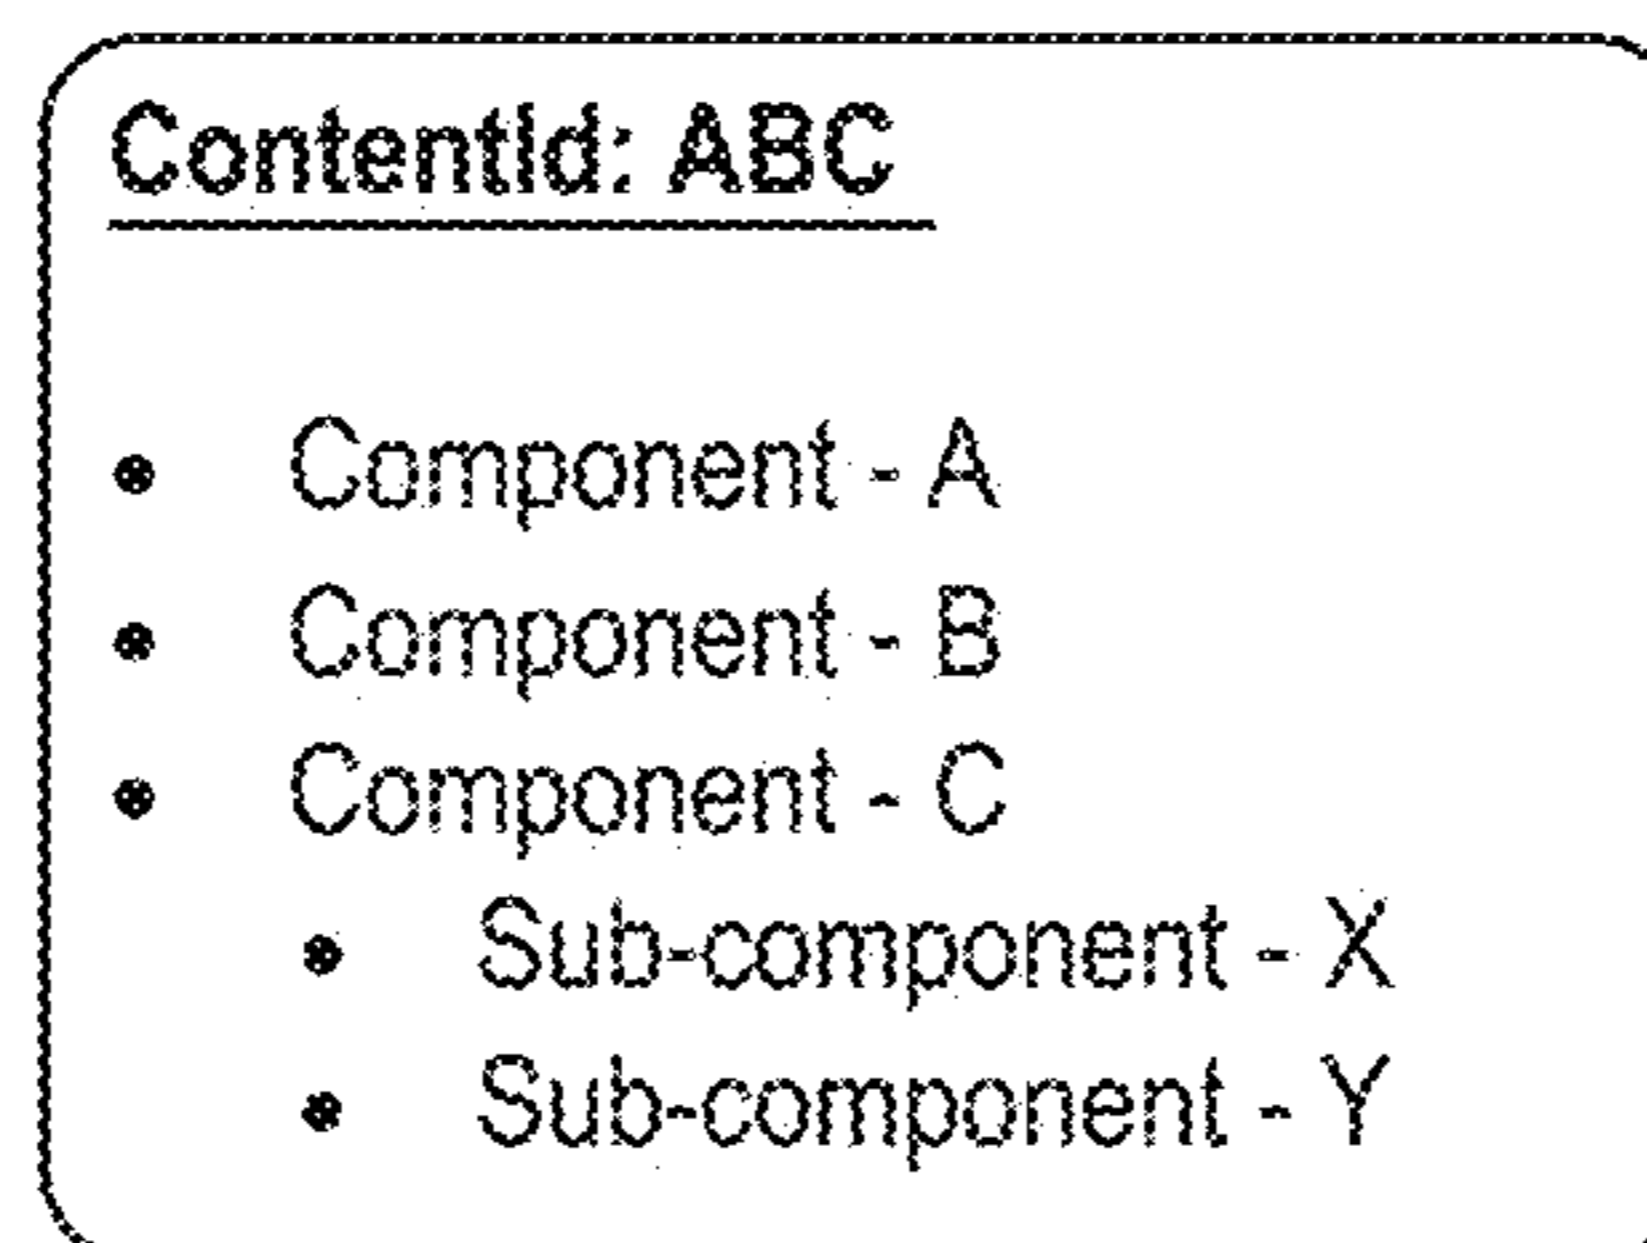 ContentId: ABC
• Component - A
• Component - B
• Component - C
• Sub-component - X
• Sub-component - Y